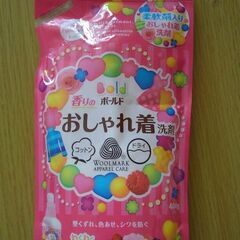 柔軟剤入り
おしゃれ着
洗剤
Bold
香りのボールド
おしゃれ着洗剤
コットン
ドライ
WOOLMARK
APPAREL CARE
型くずれ、色あせ、シワを防ぐ